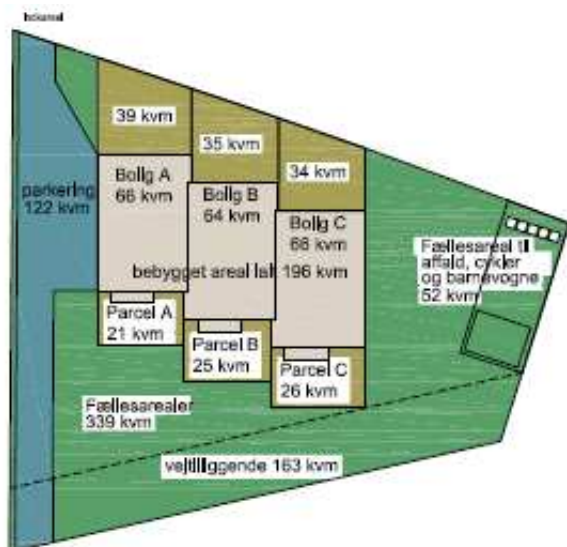 39 kvm
35 kvm
34 kvm
Bolig A
66 kvm
Bolig B
64 kvm
Bolig C
66 kvm
parkering
122 kvm
bebygget areal ialt 196 kvm
Fællesareal til
affald, cykler
og barnevogne
52 kvm
Parcel A
21 kvm
Parcel B
25 kvm
Parcel C
26 kvm
Fællesarealer
339 kvm
vejtilliggende 163 kvm